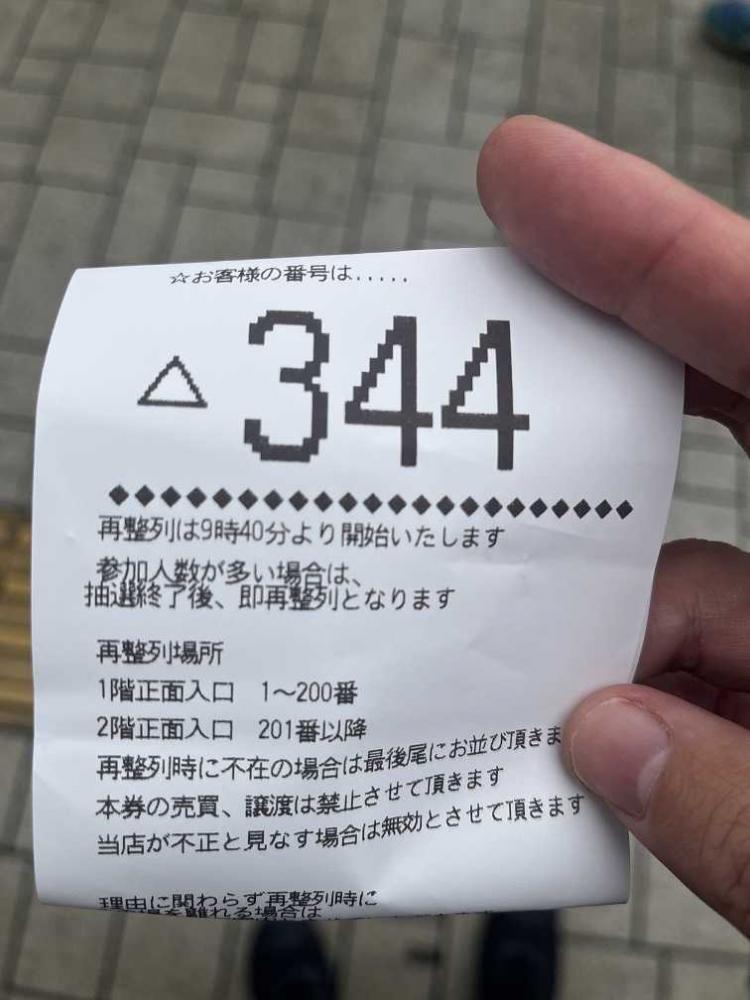 ☆お客様の番号は.....
△344
◆◆◆◆◆◆◆◆◆◆◆◆◆◆◆◆◆◆◆◆◆
再整列は9時40分より開始いたします
参加人数が多い場合は、
抽選終了後、即再整列となります
再整列場所
1階正面入口 1～200番
2階正面入口 201番以降
再整列時に不在の場合は最後尾にお並び頂きま
本券の売買、譲渡は禁止させて頂きます
当店が不正と見なす場合は無効とさせて頂きます
理由に関わらず再整列時に
を離れる場合は